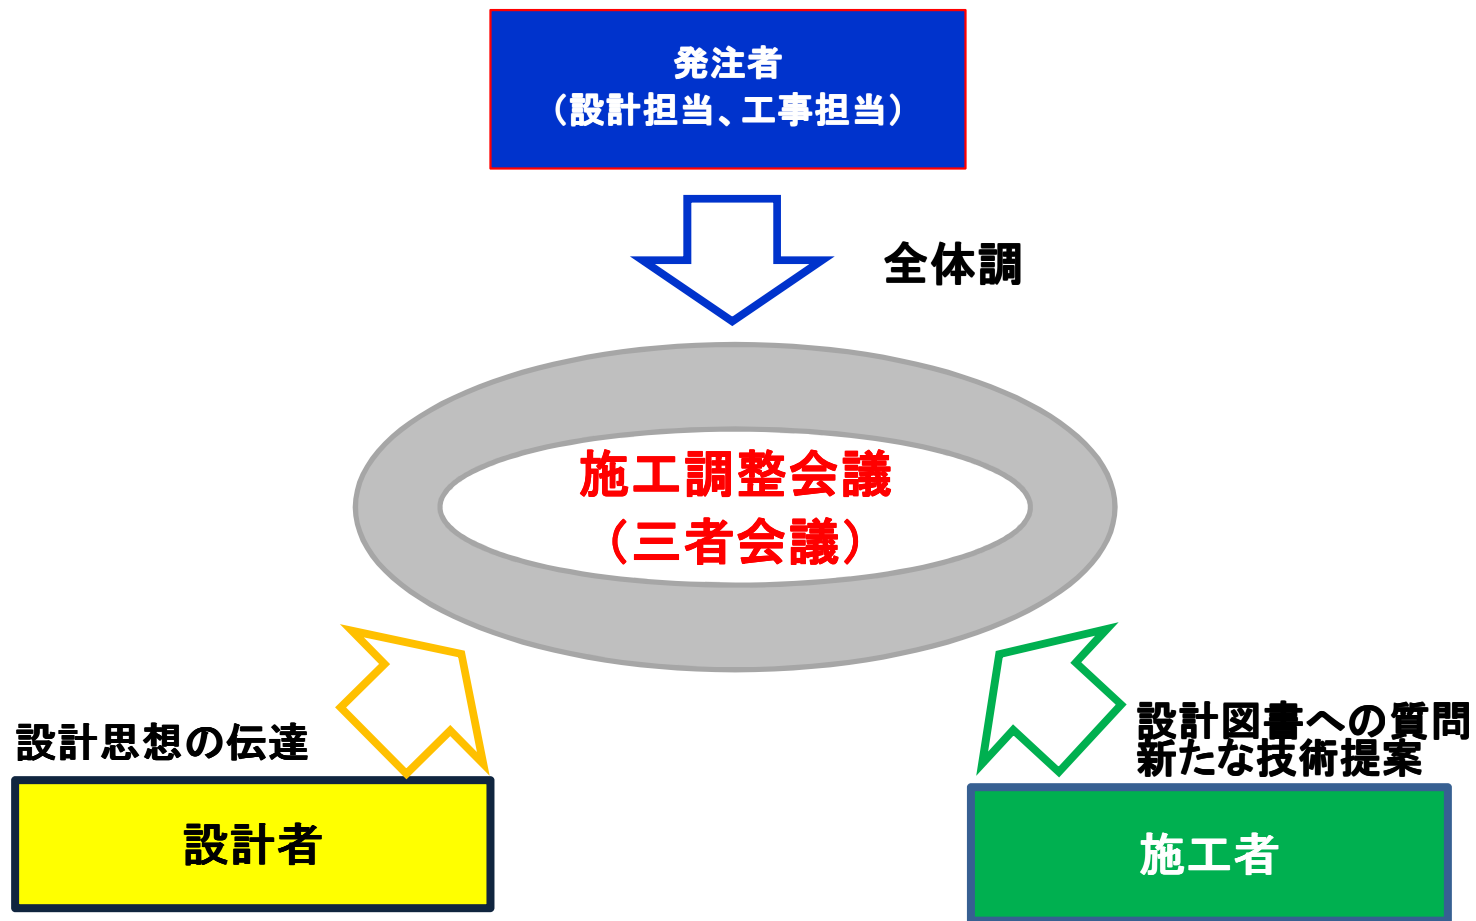 発注者
（設計担当、工事担当）
全体調
施工調整会議
（三者会議）
設計思想の伝達
設計者
設計図書への質問
新たな技術提案
施工者